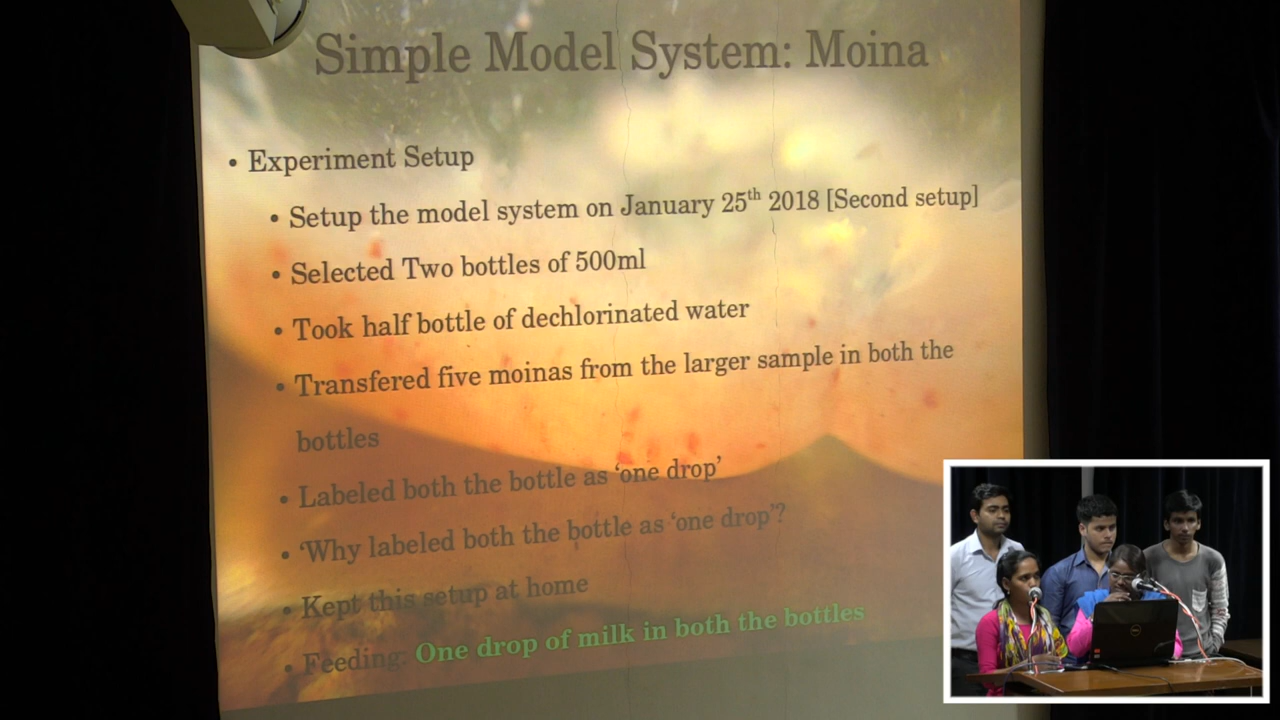 Simple Model System: Moina
• Experiment Setup
• Setup the model system on January 25th 2018 [Second setup]
• Selected Two bottles of 500ml
• Took half bottle of dechlorinated water
• Transfered five moinas from the larger sample in both the
bottles
• Labeled both the bottle as ‘one drop’
• ‘Why labeled both the bottle as ‘one drop’?
• Kept this setup at home
• Feeding: One drop of milk in both the bottles
DELL